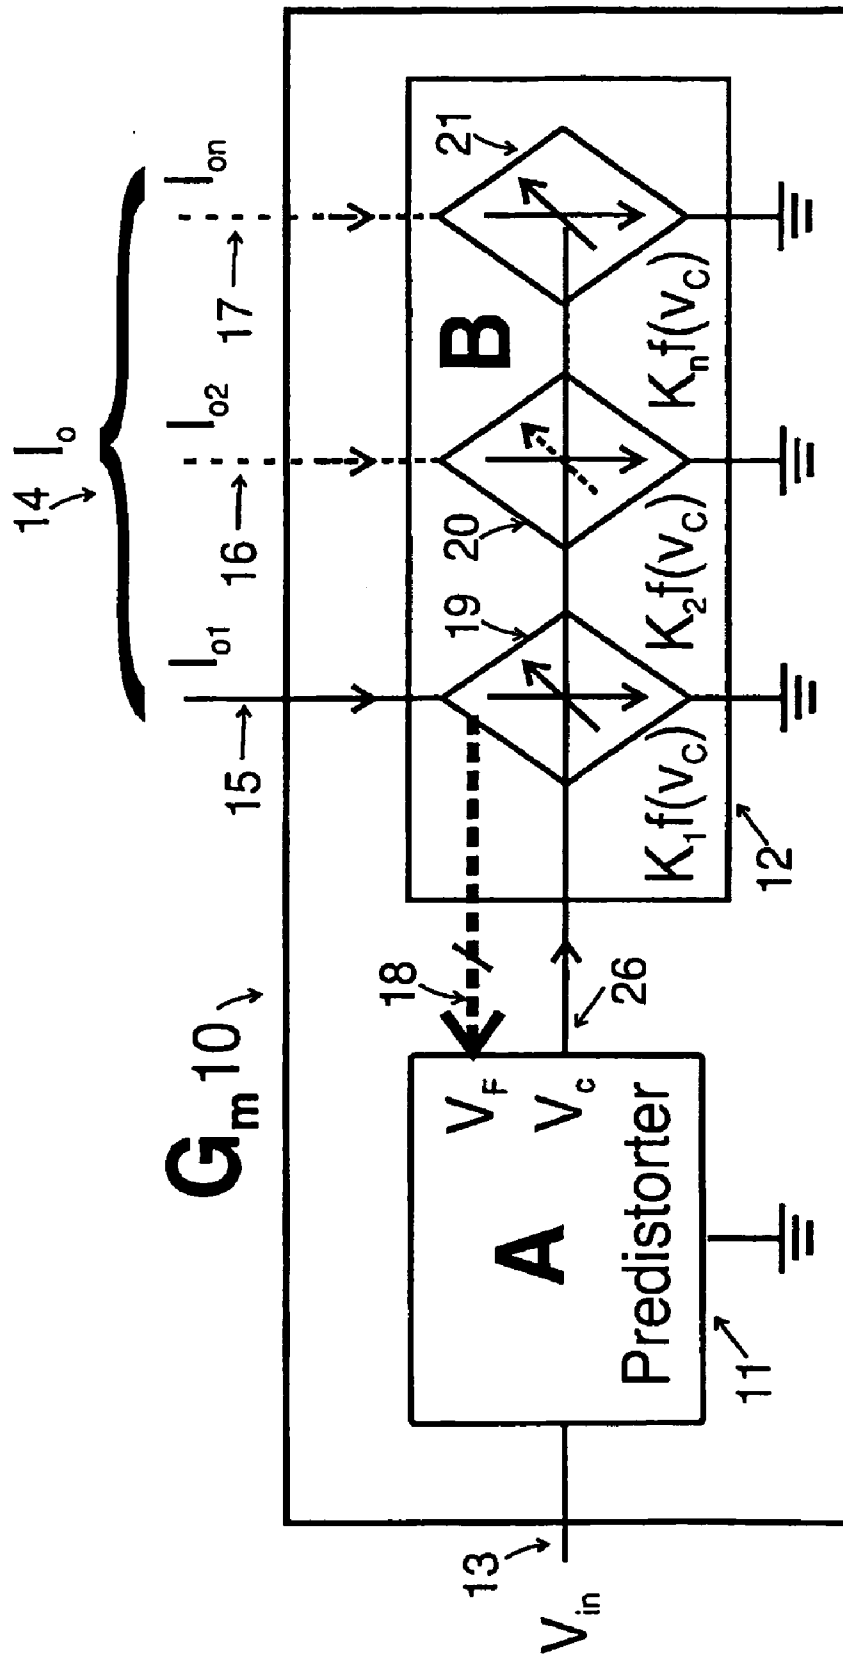 14 I_o
I_o1
I_o2
I_on
15
16
17
G_m 10
18
19
20
21
B
V_in
13
A
V_F
V_c
Predistorter
26
K_1f(v_C)
K_2f(v_C)
K_nf(v_C)
11
12